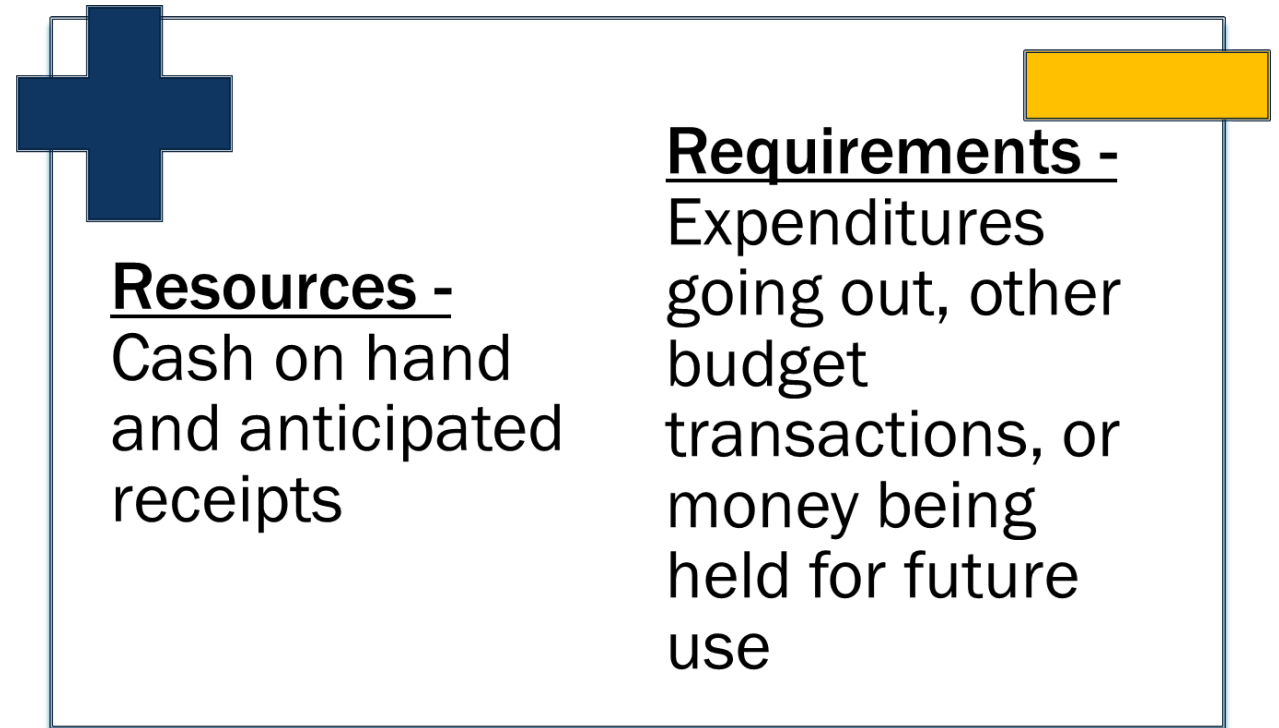 Resources -
Cash on hand
and anticipated
receipts
Requirements -
Expenditures
going out, other
budget
transactions, or
money being
held for future
use